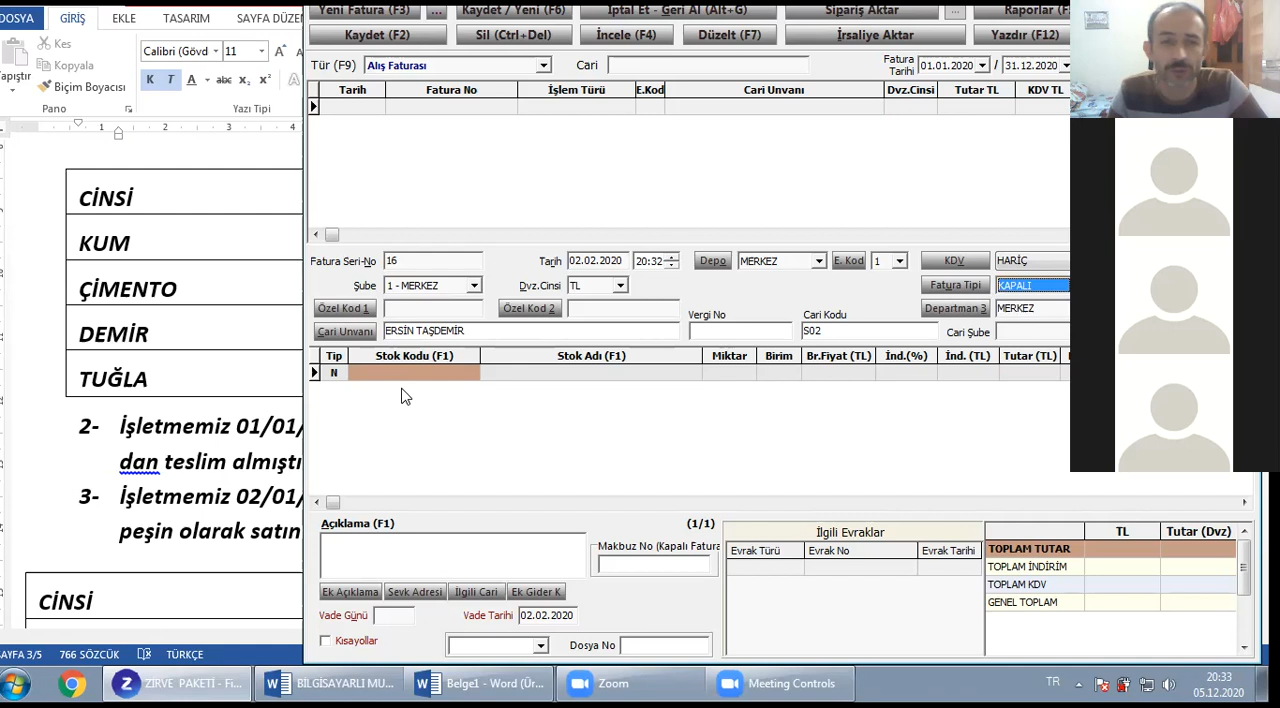 DOSYA GİRİŞ EKLE TASARIM SAYFA DÜZEN
Kes
Kopyala
Yapıştır
Biçim Boyacısı
Pano
Calibri (Gövd 11
K T A abc X₂ X²
Yazı Tipi
1 1 2 3 4
CİNSİ
KUM
ÇİMENTO
DEMİR
TUĞLA
2- İşletmemiz 01/01/
dan teslim almıştı
3- İşletmemiz 02/01/
peşin olarak satın
CİNSİ
SAYFA 3/5 766 SÖZCÜK TÜRKÇE
Yeni Fatura (F3) ... Kaydet / Yeni (F6) İptal Et - Geri Al (Alt+G) Sipariş Aktar ... Raporlar
Kaydet (F2) Sil (Ctrl+Del) İncele (F4) Düzelt (F7) İrsaliye Aktar Yazdır (F12)
Tür (F9) Alış Faturası Cari Fatura Tarihi 01.01.2020 / 31.12.2020
Tarih Fatura No İşlem Türü E.Kod Cari Unvanı Dvz.Cinsi Tutar TL KDV TL
Fatura Seri-No 16 Tarih 02.02.2020 20:32 Depo MERKEZ E. Kod 1 KDV HARİÇ
Şube 1 - MERKEZ Dvz.Cinsi TL Fatura Tipi KAPALI
Özel Kod 1 Özel Kod 2 Vergi No Cari Kodu Departman 3 MERKEZ
Cari Unvanı ERSİN TAŞDEMİR S02 Cari Şube
Tip Stok Kodu (F1) Stok Adı (F1) Miktar Birim Br.Fiyat (TL) İnd.(%) İnd. (TL) Tutar (TL)
N
Açıklama (F1) (1/1)
Makbuz No (Kapalı Fatura
Ek Açıklama Sevk Adresi İlgili Cari Ek Gider K
Vade Günü Vade Tarihi 02.02.2020
Kısayollar Dosya No
İlgili Evraklar
Evrak Türü Evrak No Evrak Tarihi
TL Tutar (Dvz)
TOPLAM TUTAR
TOPLAM İNDİRİM
TOPLAM KDV
GENEL TOPLAM
ZİRVE PAKETİ - Fi... BİLGİSAYARLI MU... Belge1 - Word (Ür... Zoom Meeting Controls TR 20:33
05.12.2020